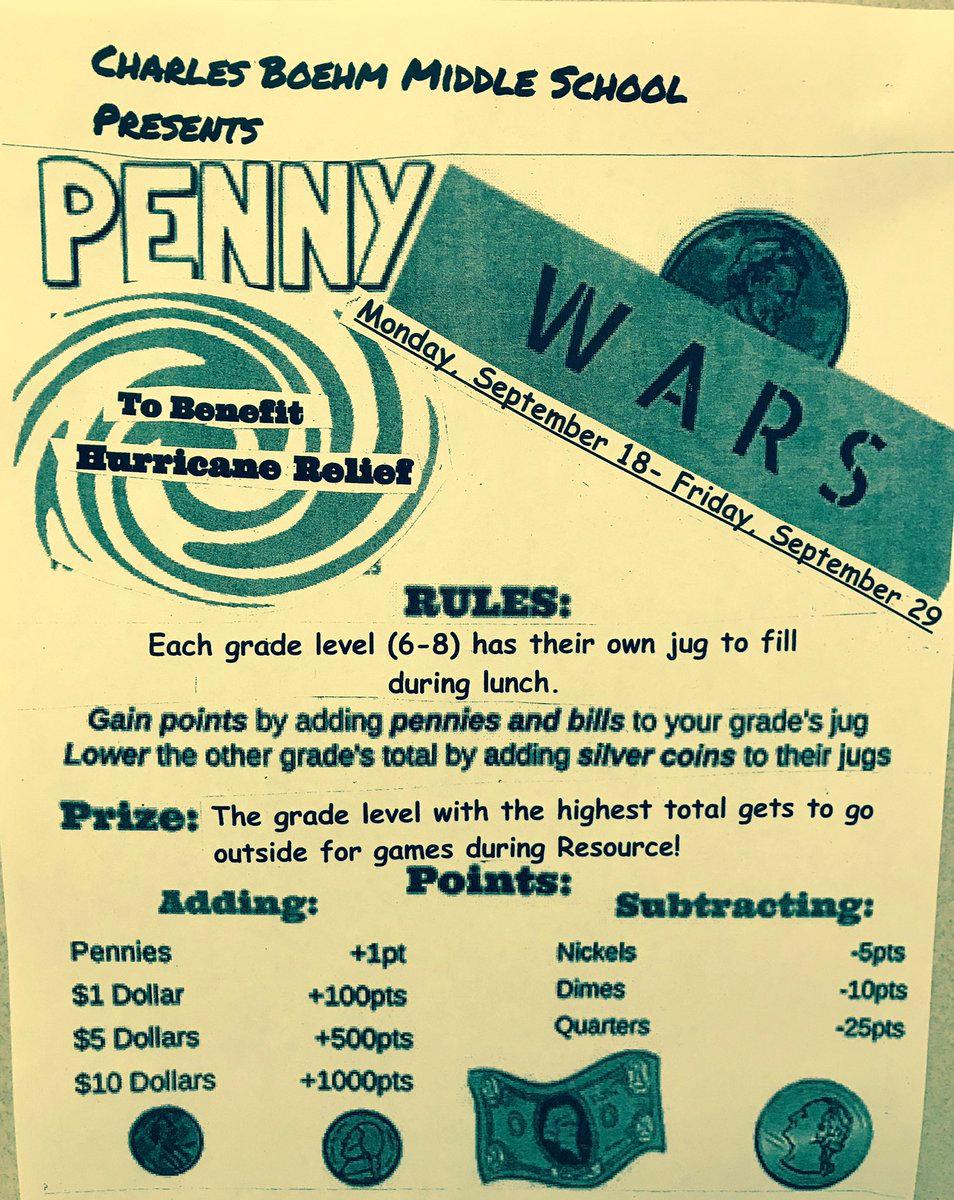 Charles Boehm Middle School
Presents
PENNY
WARS
Monday, September 18- Friday, September 29
To Benefit
Hurricane Relief
RULES:
Each grade level (6-8) has their own jug to fill
during lunch.
Gain points by adding pennies and bills to your grade's jug
Lower the other grade's total by adding silver coins to their jugs
Prize: The grade level with the highest total gets to go
outside for games during Resource!
Points:
Adding:
Pennies +1pt
$1 Dollar +100pts
$5 Dollars +500pts
$10 Dollars +1000pts
Subtracting:
Nickels -5pts
Dimes -10pts
Quarters -25pts